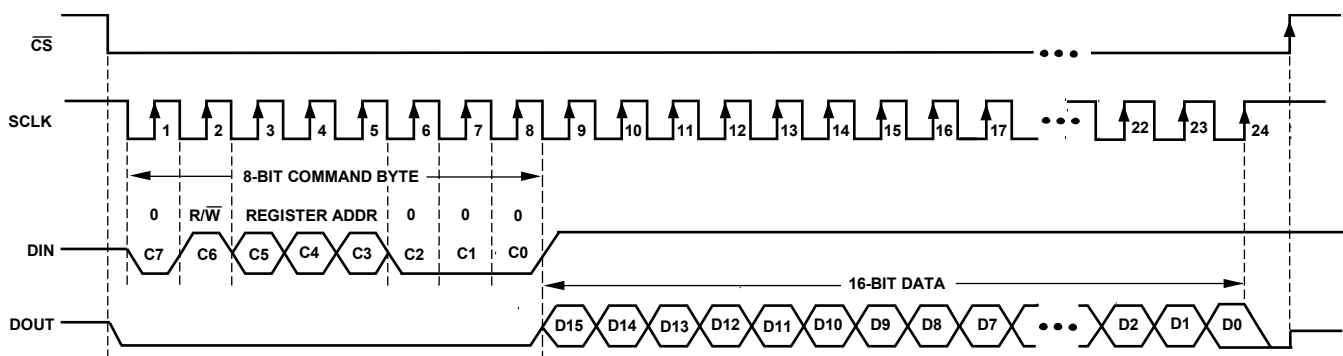 C̅S̅
SCLK
1 2 3 4 5 6 7 8 9 10 11 12 13 14 15 16 17 ••• 22 23 24
8-BIT COMMAND BYTE
0 R/W̅ REGISTER ADDR 0 0 0
DIN
C7 C6 C5 C4 C3 C2 C1 C0
16-BIT DATA
DOUT
D15 D14 D13 D12 D11 D10 D9 D8 D7 ••• D2 D1 D0